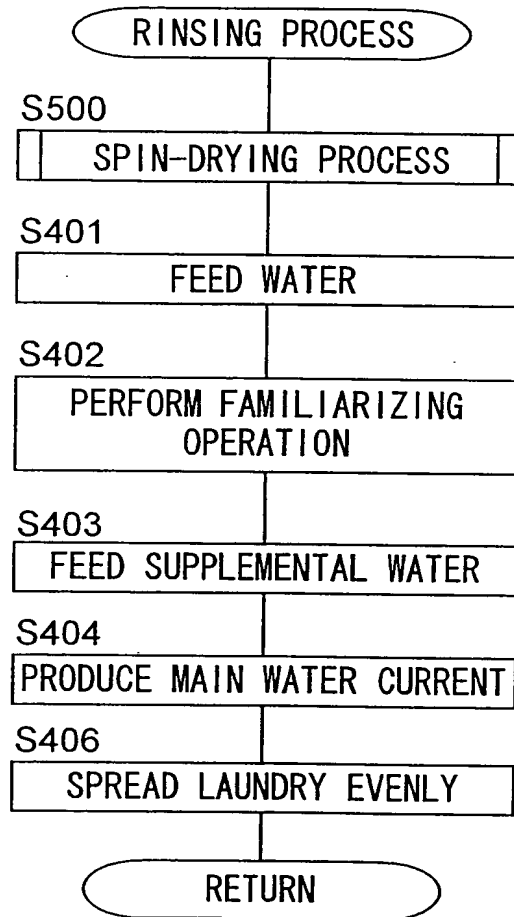 RINSING PROCESS
S500
SPIN-DRYING PROCESS
S401
FEED WATER
S402
PERFORM FAMILIARIZING
OPERATION
S403
FEED SUPPLEMENTAL WATER
S404
PRODUCE MAIN WATER CURRENT
S406
SPREAD LAUNDRY EVENLY
RETURN